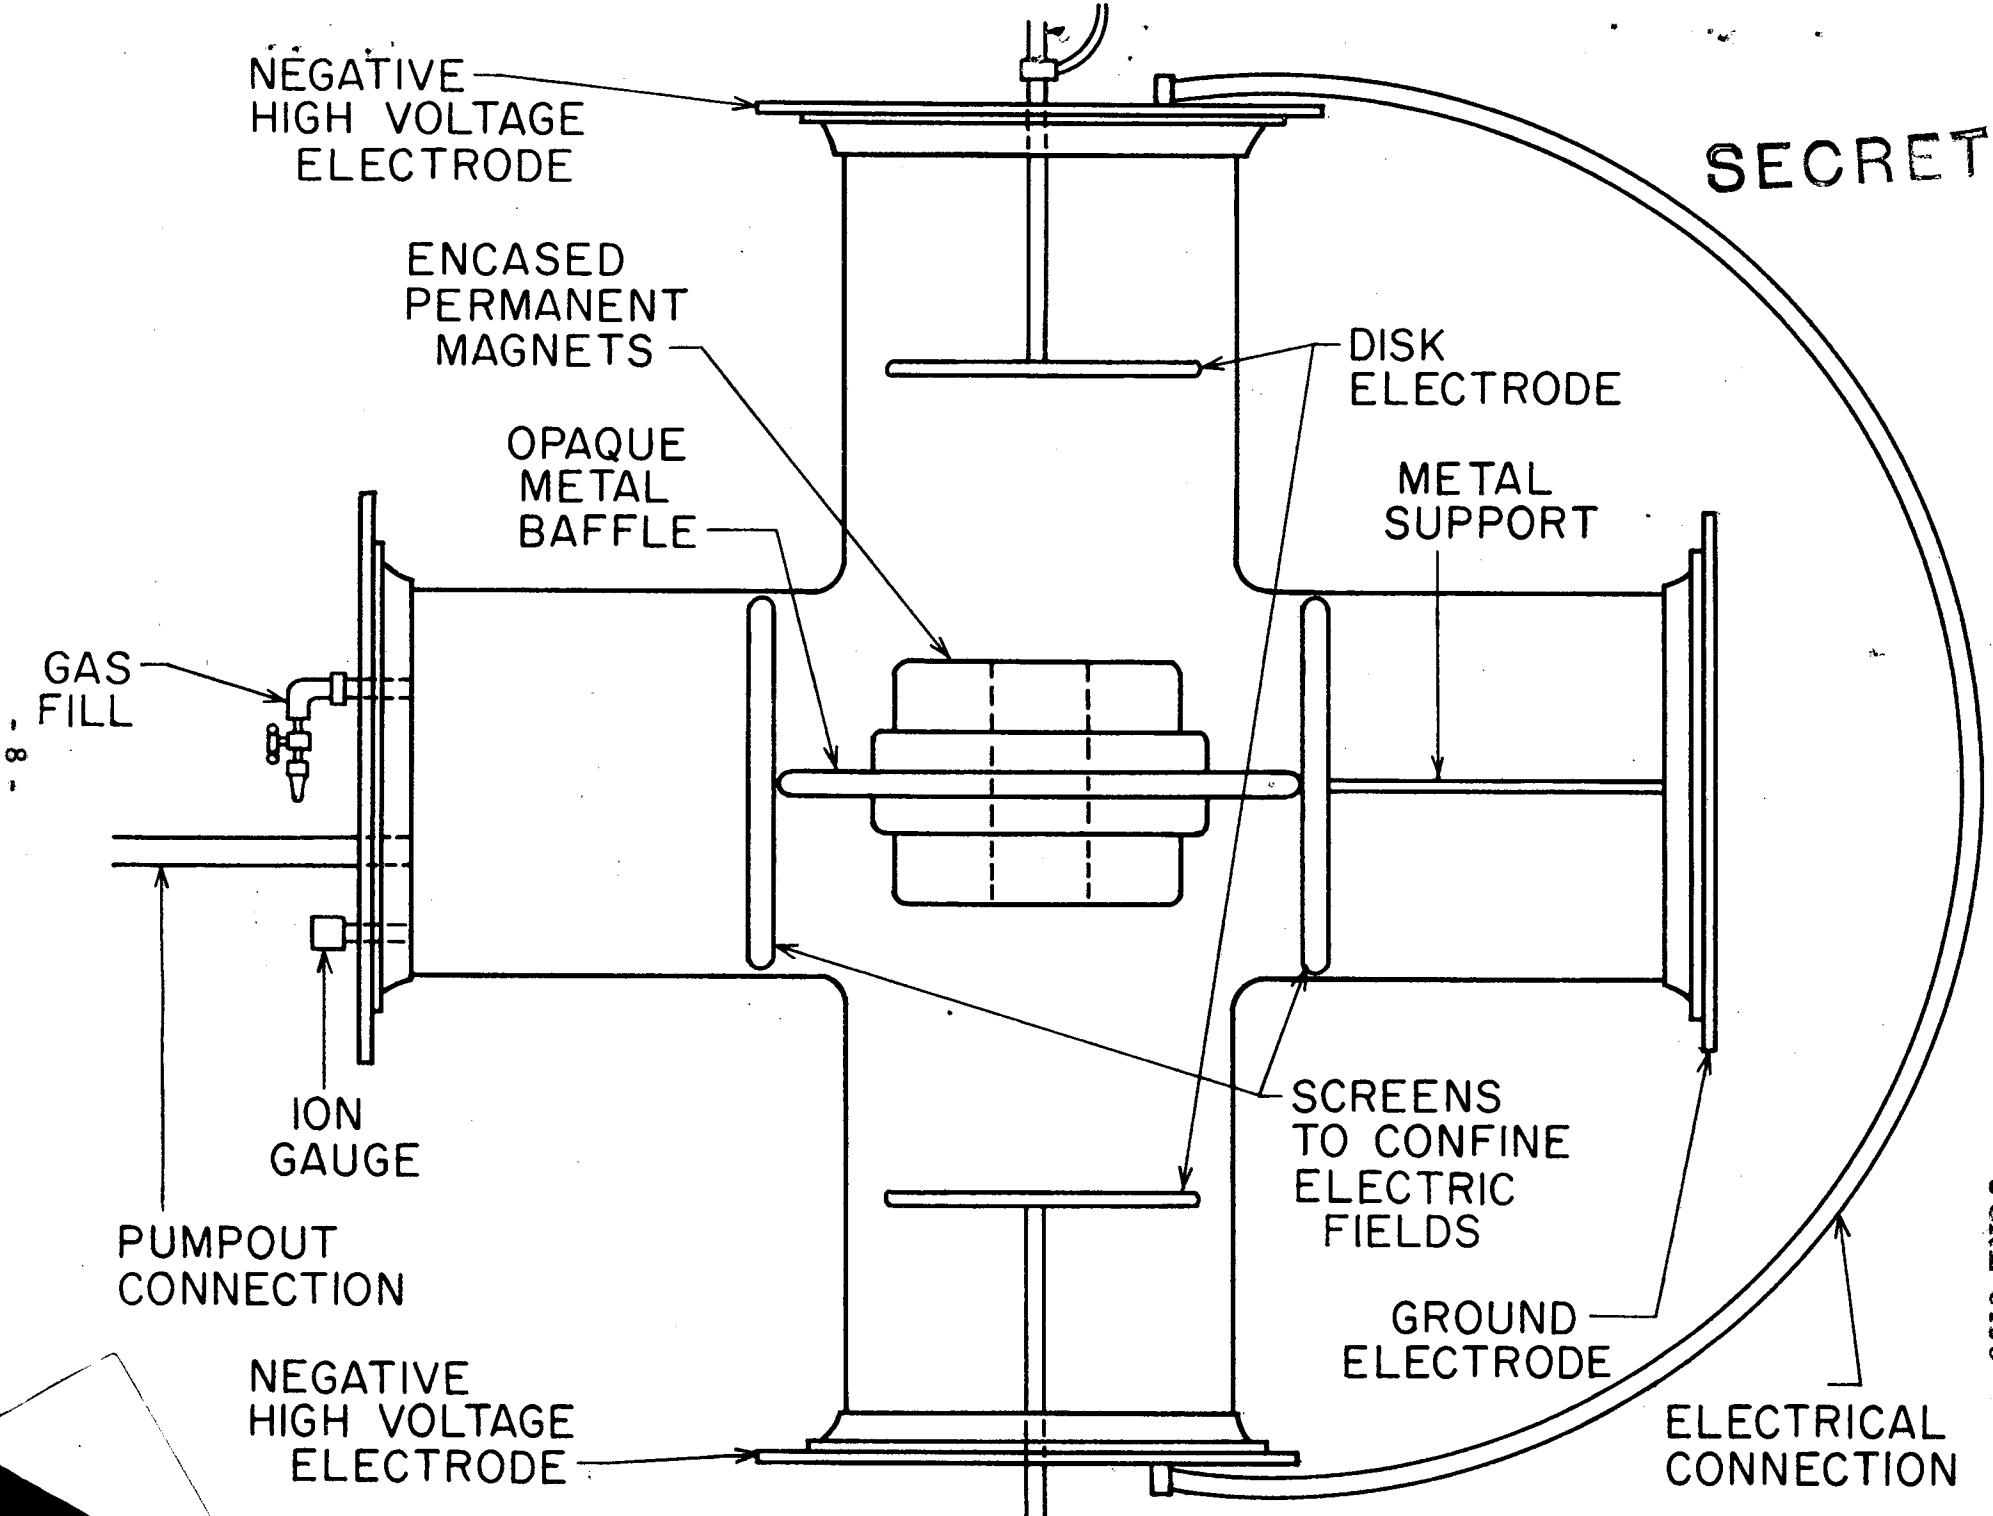 NEGATIVE
HIGH VOLTAGE
ELECTRODE
SECRET
ENCASED
PERMANENT
MAGNETS
DISK
ELECTRODE
OPAQUE
METAL
BAFFLE
METAL
SUPPORT
GAS
FILL
- 8 -
ION
GAUGE
SCREENS
TO CONFINE
ELECTRIC
FIELDS
PUMPOUT
CONNECTION
GROUND
ELECTRODE
NEGATIVE
HIGH VOLTAGE
ELECTRODE
ELECTRICAL
CONNECTION